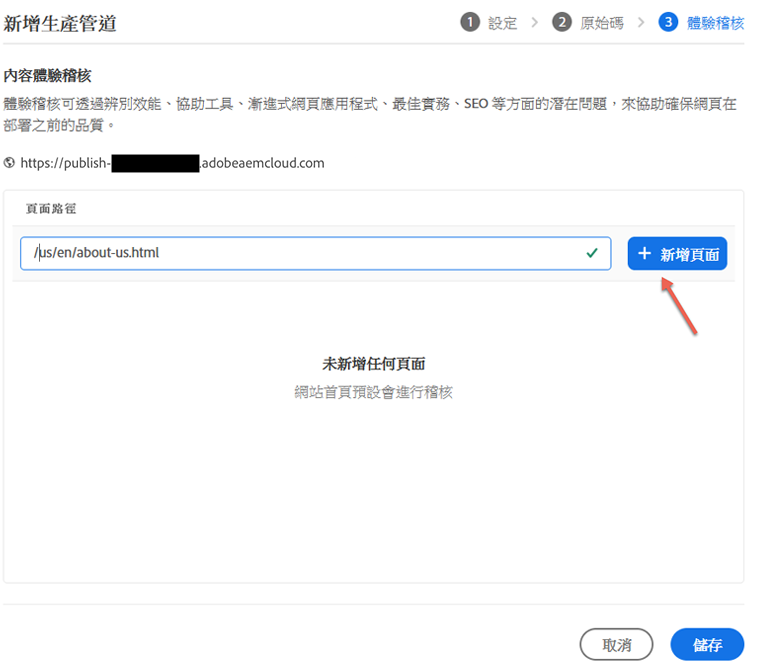 新增生產管道
1 設定 > 2 原始碼 > 3 體驗稽核
內容體驗稽核
體驗稽核可透過辨別效能、協助工具、漸進式網頁應用程式、最佳實務、SEO 等方面的潛在問題，來協助確保網頁在
部署之前的品質。
https://publish- .adobeaemcloud.com
頁面路徑
/us/en/about-us.html
+ 新增頁面
未新增任何頁面
網站首頁預設會進行稽核
取消
儲存